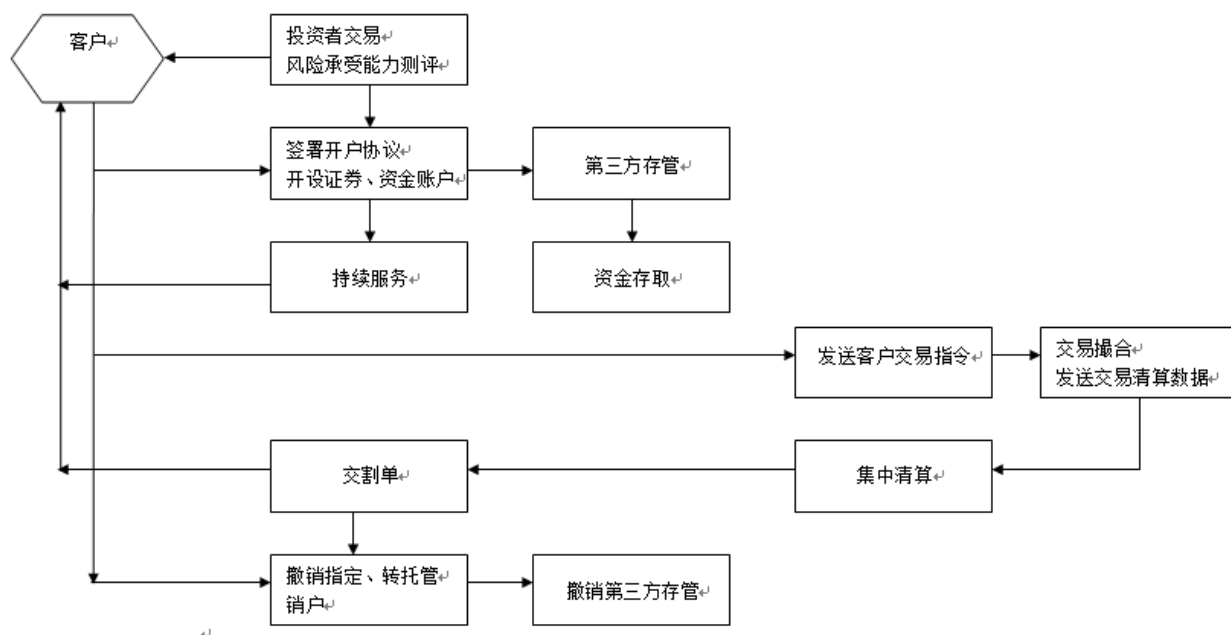 客户
投资者交易
风险承受能力测评
签署开户协议
开设证券、资金账户
第三方存管
持续服务
资金存取
发送客户交易指令
交易撮合
发送交易清算数据
交割单
集中清算
撤销指定、转托管
销户
撤销第三方存管